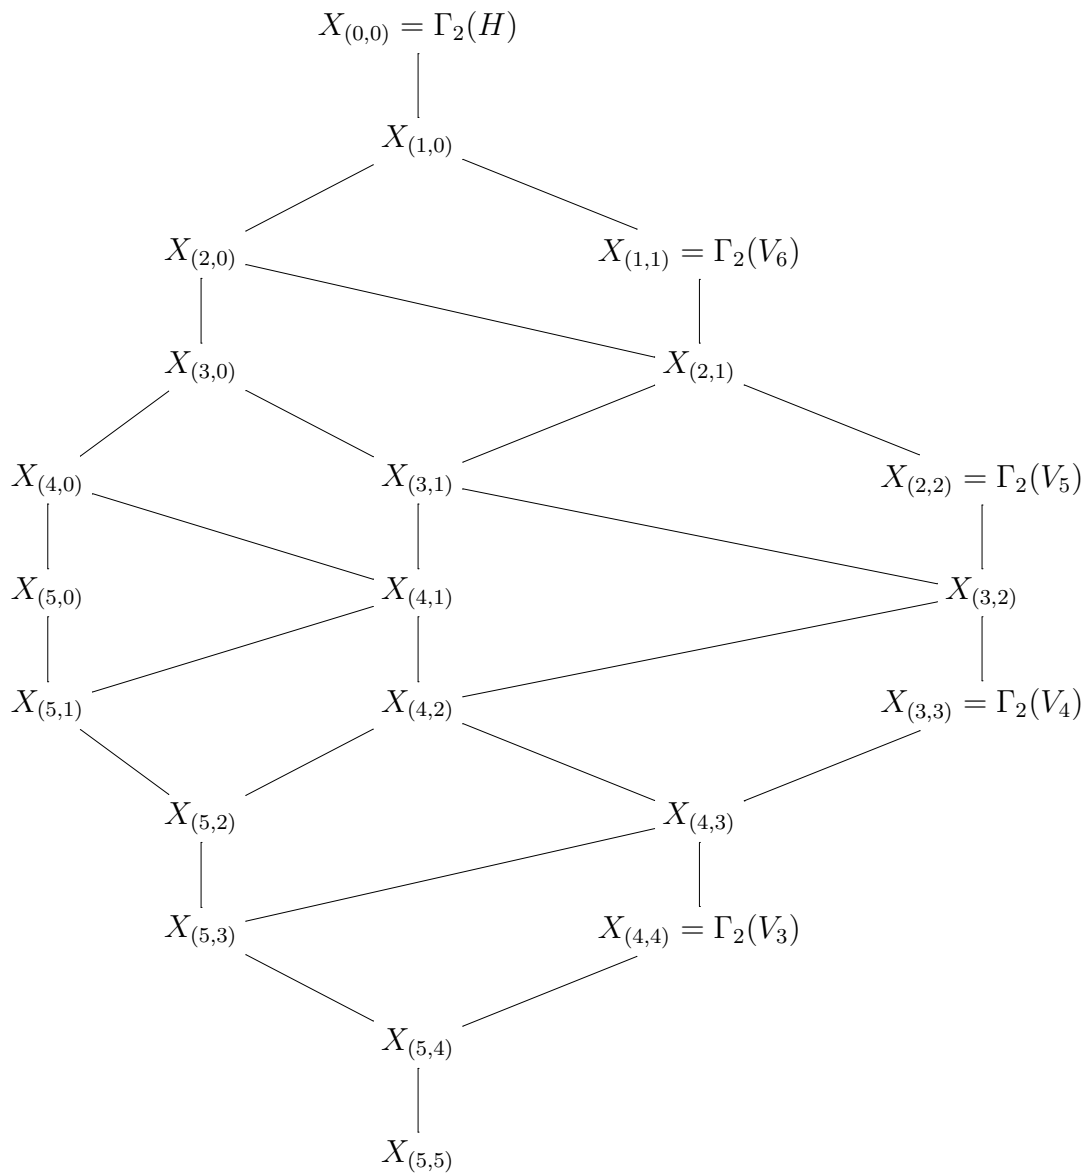 X_{(0,0)} = Γ_2(H)
X_{(1,0)}
X_{(2,0)} X_{(1,1)} = Γ_2(V_6)
X_{(3,0)} X_{(2,1)}
X_{(4,0)} X_{(3,1)} X_{(2,2)} = Γ_2(V_5)
X_{(5,0)} X_{(4,1)} X_{(3,2)}
X_{(5,1)} X_{(4,2)} X_{(3,3)} = Γ_2(V_4)
X_{(5,2)} X_{(4,3)}
X_{(5,3)} X_{(4,4)} = Γ_2(V_3)
X_{(5,4)}
X_{(5,5)}